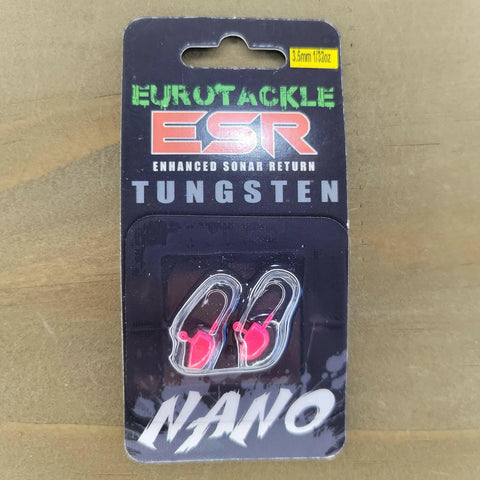 3.5mm 1/32oz
EUROTACKLE
ESR
ENHANCED SONAR RETURN
TUNGSTEN
NANO